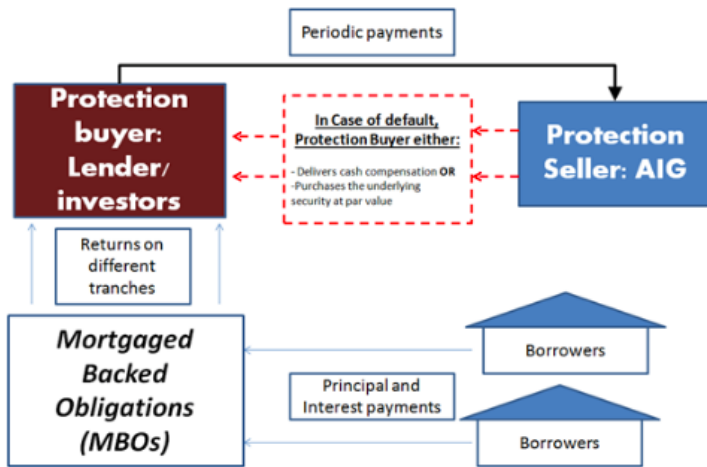 Periodic payments
Protection
buyer:
Lender/
investors
In Case of default,
Protection Buyer either:
- Delivers cash compensation OR
-Purchases the underlying
security at par value
Protection
Seller: AIG
Returns on
different
tranches
Mortgaged
Backed
Obligations
(MBOs)
Principal and
Interest payments
Borrowers
Borrowers